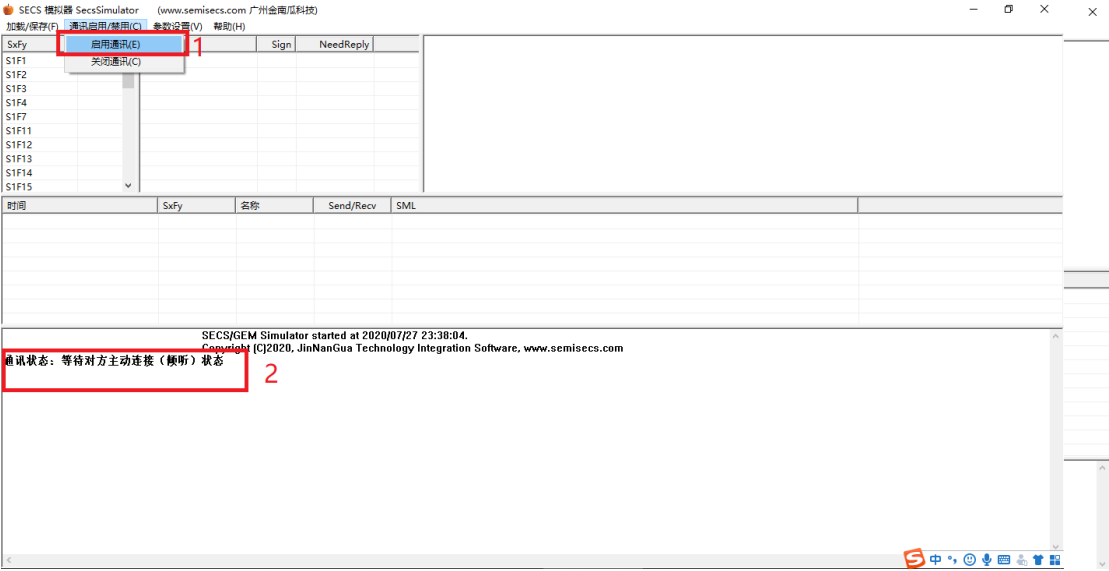 SECS 模拟器 SecsSimulator (www.semisecs.com 广州金南瓜科技)
加载/保存(F) 通讯启用/禁用(C) 参数设置(V) 帮助(H)
SxFy Sign NeedReply
启用通讯(E) 1
关闭通讯(C)
S1F1
S1F2
S1F3
S1F4
S1F7
S1F11
S1F12
S1F13
S1F14
S1F15
时间 SxFy 名称 Send/Recv SML
SECS/GEM Simulator started at 2020/07/27 23:38:04.
Copyright (C)2020, JinNanGua Technology Integration Software, www.semisecs.com
通讯状态：等待对方主动连接（倾听）状态
2
S 中